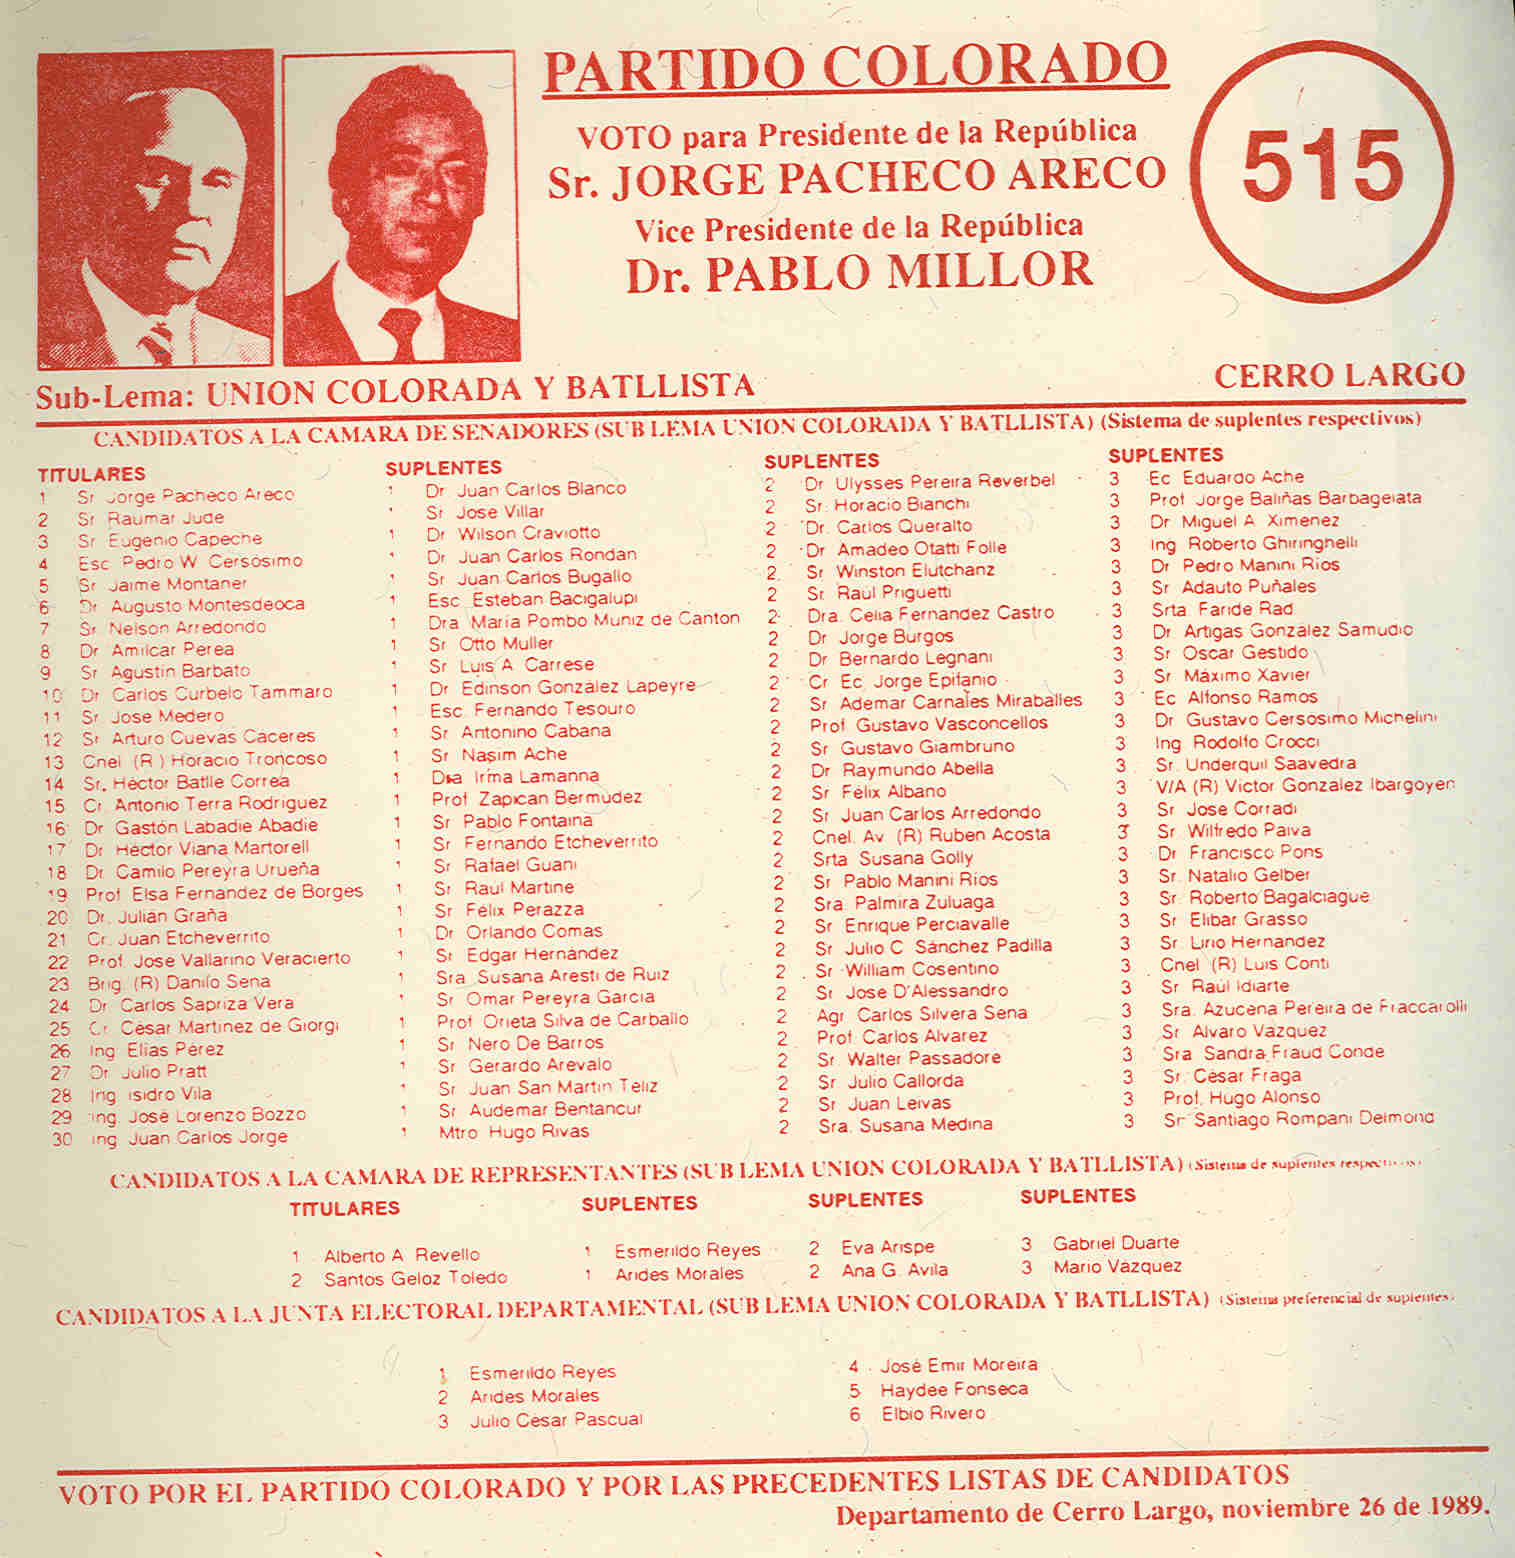 PARTIDO COLORADO
VOTO para Presidente de la República
Sr. JORGE PACHECO ARECO
Vice Presidente de la República
Dr. PABLO MILLOR
515
Sub-Lema: UNION COLORADA Y BATLLISTA
CERRO LARGO
CANDIDATOS A LA CAMARA DE SENADORES (SUB LEMA UNION COLORADA Y BATLLISTA) (Sistema de suplentes respectivos)
TITULARES SUPLENTES SUPLENTES SUPLENTES
1 Sr Jorge Pacheco Areco 1 Dr Juan Carlos Blanco 2 Dr Ulysses Pereira Reverbel 3 Ec Eduardo Ache
2 Sr Raumar Jude 1 Sr Jose Villar 2 Sr. Horacio Bianchi 3 Prof Jorge Baliñas Barbagelata
3 Sr Eugenio Capeche 1 Dr Wilson Craviotto 2 Dr. Carlos Queralto 3 Dr Miguel A Ximenez
4 Esc Pedro W Cersósimo 1 Dr Juan Carlos Rondan 2 Dr Amadeo Otatti Folle 3 Ing Roberto Ghiringhelli
5 Sr Jaime Montaner 1 Sr Juan Carlos Bugallo 2 Sr Winston Elutchanz 3 Dr Pedro Manini Rios
6 Dr Augusto Montesdeoca 1 Esc Esteban Bacigalupi 2 Sr Raúl Priguetti 3 Sr Adauto Puñales
7 Sr Nelson Arredondo 1 Dra María Pombo Muniz de Canton 2 Dra. Celia Fernandez Castro 3 Srta Faride Rad
8 Dr Amilcar Perea 1 Sr Otto Muller 2 Dr Jorge Burgos 3 Dr Artigas González Samudio
9 Sr Agustín Barbato 1 Sr Luis A. Carrese 2 Dr Bernardo Legnani 3 Sr Oscar Gestido
10 Dr Carlos Curbelo Tammaro 1 Dr Edinson González Lapeyre 2 Cr Ec Jorge Epifanio 3 Sr Máximo Xavier
11 Sr Jose Medero 1 Esc. Fernando Tesouro 2 Sr Ademar Carnales Miraballes 3 Ec Alfonso Ramos
12 Sr Arturo Cuevas Caceres 1 Sr Antonino Cabana 2 Prof Gustavo Vasconcellos 3 Dr Gustavo Cersosimo Michelini
13 Cnel (R) Horacio Troncoso 1 Sr Nasim Ache 2 Sr Gustavo Giambruno 3 Ing Rodolfo Crocci
14 Sr. Héctor Batlle Correa 1 Dra Irma Lamanna 2 Dr Raymundo Abella 3 Sr. Underquil Saavedra
15 Cr Antonio Terra Rodriguez 1 Prof Zapican Bermudez 2 Sr Félix Albano 3 V/A (R) Victor Gonzalez Ibargoyen
16 Dr Gastón Labadie Abadie 1 Sr Pablo Fontaina 2 Sr Juan Carlos Arredondo 3 Sr Jose Corradi
17 Dr Héctor Viana Martorell 1 Sr Fernando Etcheverrito 2 Cnel. Av (R) Ruben Acosta 3 Sr Wilfredo Paiva
18 Dr Camilo Pereyra Urueña 1 Sr Rafael Guani 2 Srta Susana Golly 3 Dr Francisco Pons
19 Prof Elsa Fernandez de Borges 1 Sr Raúl Martine 2 Sr Pablo Manini Rios 3 Sr. Natalio Gelber
20 Dr. Julián Graña 1 Sr Félix Perazza 2 Sra. Palmira Zuluaga 3 Sr Roberto Bagalciague
21 Cr. Juan Etcheverrito 1 Dr Orlando Comas 2 Sr Enrique Perciavalle 3 Sr Elibar Grasso
22 Prof. Jose Vallarino Veracierto 1 Sr Edgar Hernández 2 Sr Julio C Sánchez Padilla 3 Sr. Lirio Hernandez
23 Brig. (R) Danilo Sena 1 Sra Susana Aresti de Ruiz 2 Sr William Cosentino 3 Cnel (R) Luis Conti
24 Dr. Carlos Sapriza Vera 1 Sr Omar Pereyra Garcia 2 Sr Jose D'Alessandro 3 Sr Raúl Idiarte
25 Cr César Martínez de Giorgi 1 Prof Orieta Silva de Carballo 2 Agr Carlos Silvera Sena 3 Sra. Azucena Pereira de Fraccarolli
26 Ing Elías Pérez 1 Sr Nero De Barros 2 Prof Carlos Alvarez 3 Sr Alvaro Vázquez
27 Dr Julio Pratt 1 Sr Gerardo Arevalo 2 Sr Walter Passadore 3 Sra Sandra Fraud Conde
28 Ing Isidro Vila 1 Sr Juan San Martin Teliz 2 Sr Julio Callorda 3 Sr. César Fraga
29 Ing. José Lorenzo Bozzo 1 Sr Audemar Bentancur 2 Sr Juan Leivas 3 Prof. Hugo Alonso
30 Ing Juan Carlos Jorge 1 Mtro Hugo Rivas 2 Sra. Susana Medina 3 Sr Santiago Rompani Delmond
CANDIDATOS A LA CAMARA DE REPRESENTANTES (SUB LEMA UNION COLORADA Y BATLLISTA) (Sistema de suplentes respectivos)
TITULARES SUPLENTES SUPLENTES SUPLENTES
1 Alberto A Revello 1 Esmerildo Reyes 2 Eva Arispe 3 Gabriel Duarte
2 Santos Geloz Toledo 1 Arides Morales 2 Ana G. Avila 3 Mario Vázquez
CANDIDATOS A LA JUNTA ELECTORAL DEPARTAMENTAL (SUB LEMA UNION COLORADA Y BATLLISTA) (Sistema preferencial de suplentes)
1 Esmerildo Reyes 4 José Emir Moreira
2 Arides Morales 5 Haydee Fonseca
3 Julio César Pascual 6 Elbio Rivero
VOTO POR EL PARTIDO COLORADO Y POR LAS PRECEDENTES LISTAS DE CANDIDATOS
Departamento de Cerro Largo, noviembre 26 de 1989.